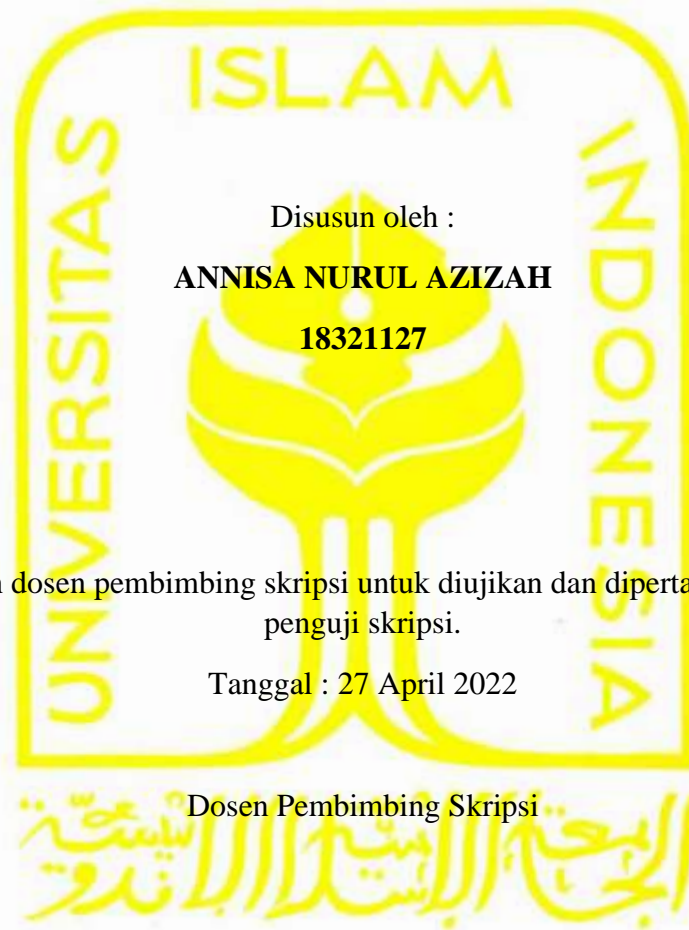 ISLAM
UNIVERSITAS
INDONESIA
Disusun oleh :
ANNISA NURUL AZIZAH
18321127
dosen pembimbing skripsi untuk diujikan dan
penguji skripsi.
Tanggal : 27 April 2022
Dosen Pembimbing Skripsi